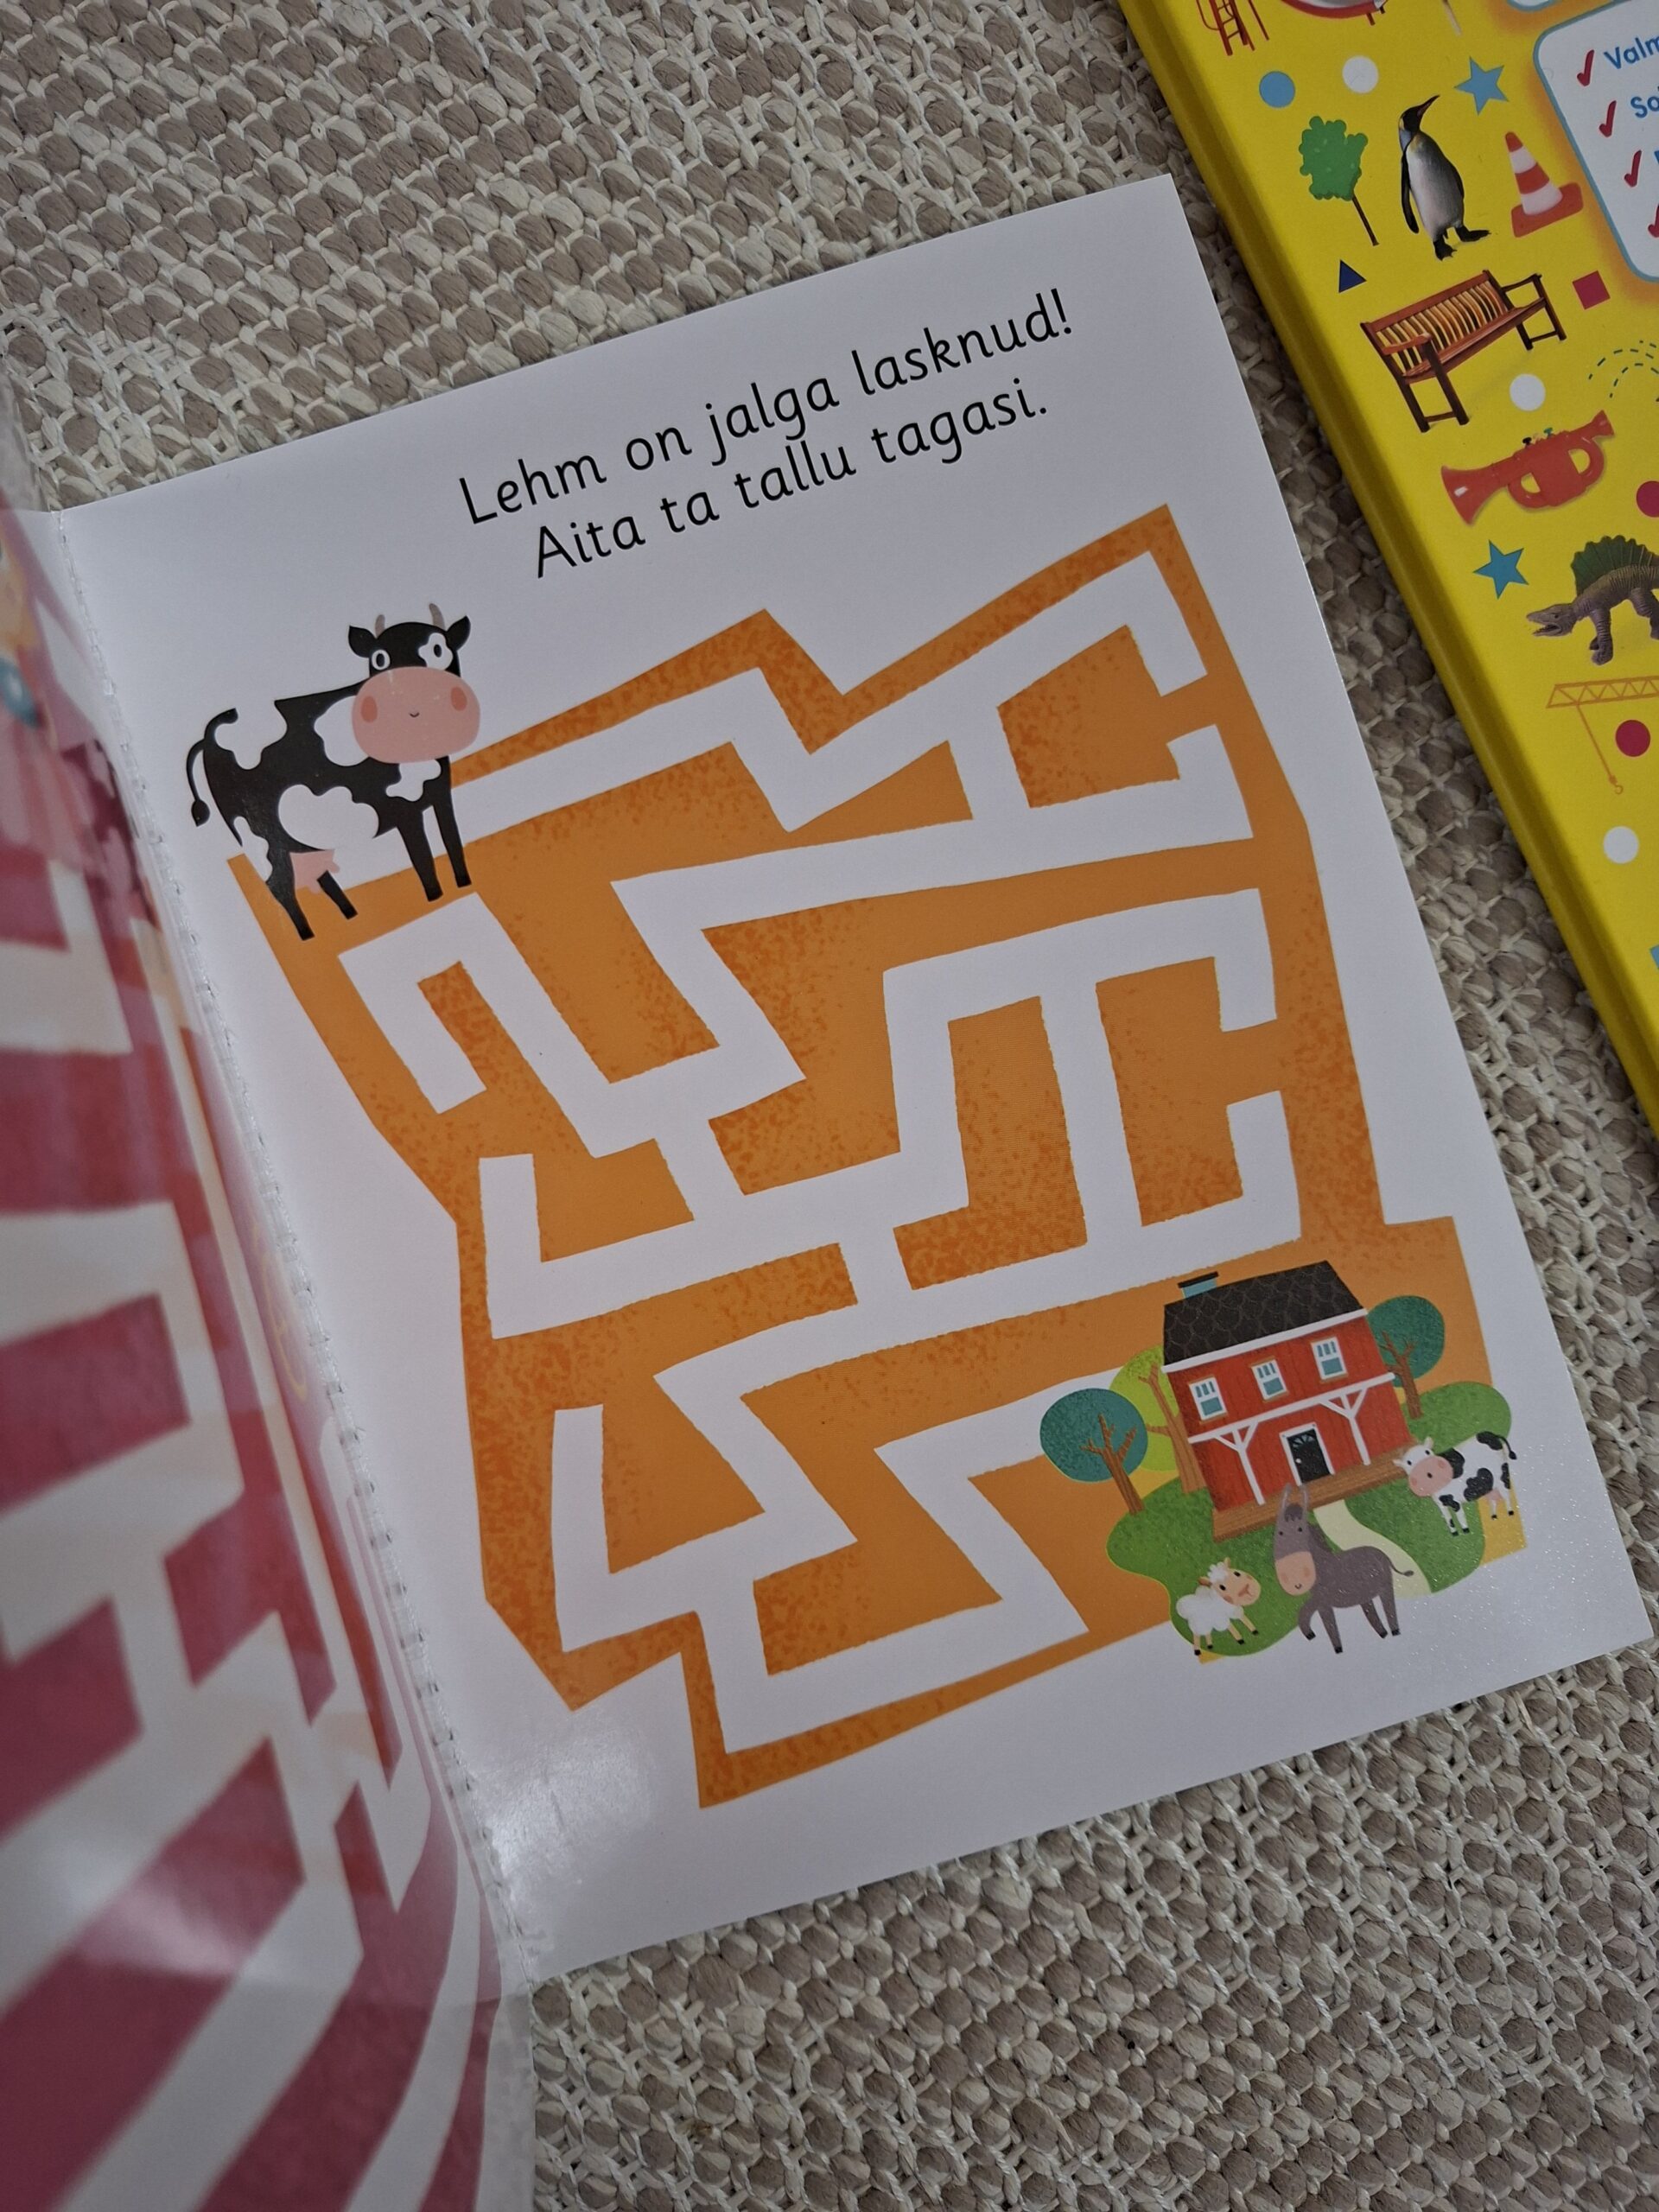 Lehm on jalga lasknud!
Aita ta tallu tagasi.